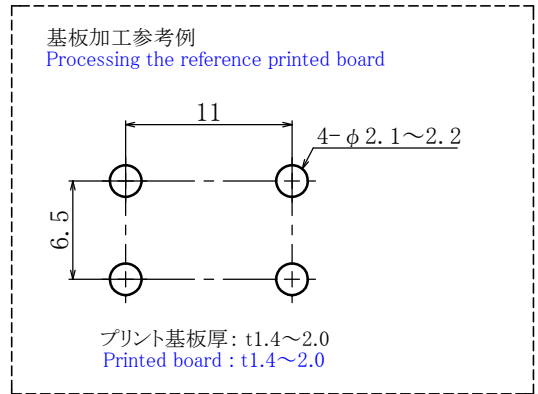 基板加工参考例
Processing the reference printed board
11
4-φ2.1～2.2
6.5
プリント基板厚: t1.4～2.0
Printed board : t1.4～2.0